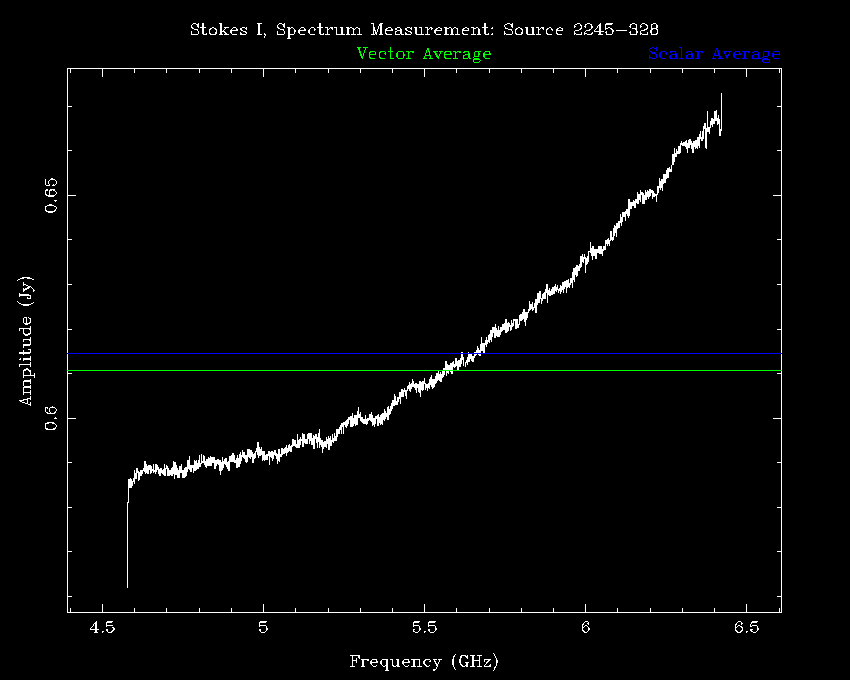 Stokes I, Spectrum Measurement: Source 2245−328
Vector Average Scalar Average
0.65
0.6
Amplitude (Jy)
4.5 5 5.5 6 6.5
Frequency (GHz)